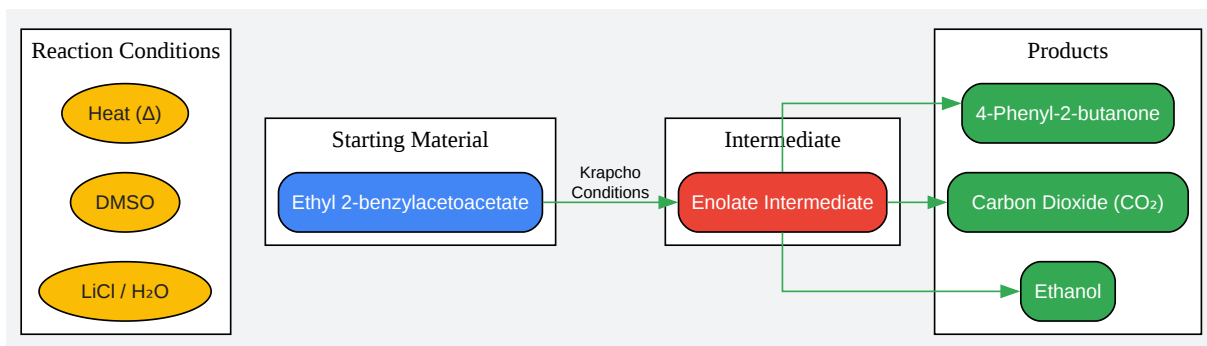 Reaction Conditions
Heat (Δ)
DMSO
LiCl / H₂O
Starting Material
Ethyl 2-benzylacetoacetate
Krapcho
Conditions
Intermediate
Enolate Intermediate
Products
4-Phenyl-2-butanone
Carbon Dioxide (CO₂)
Ethanol